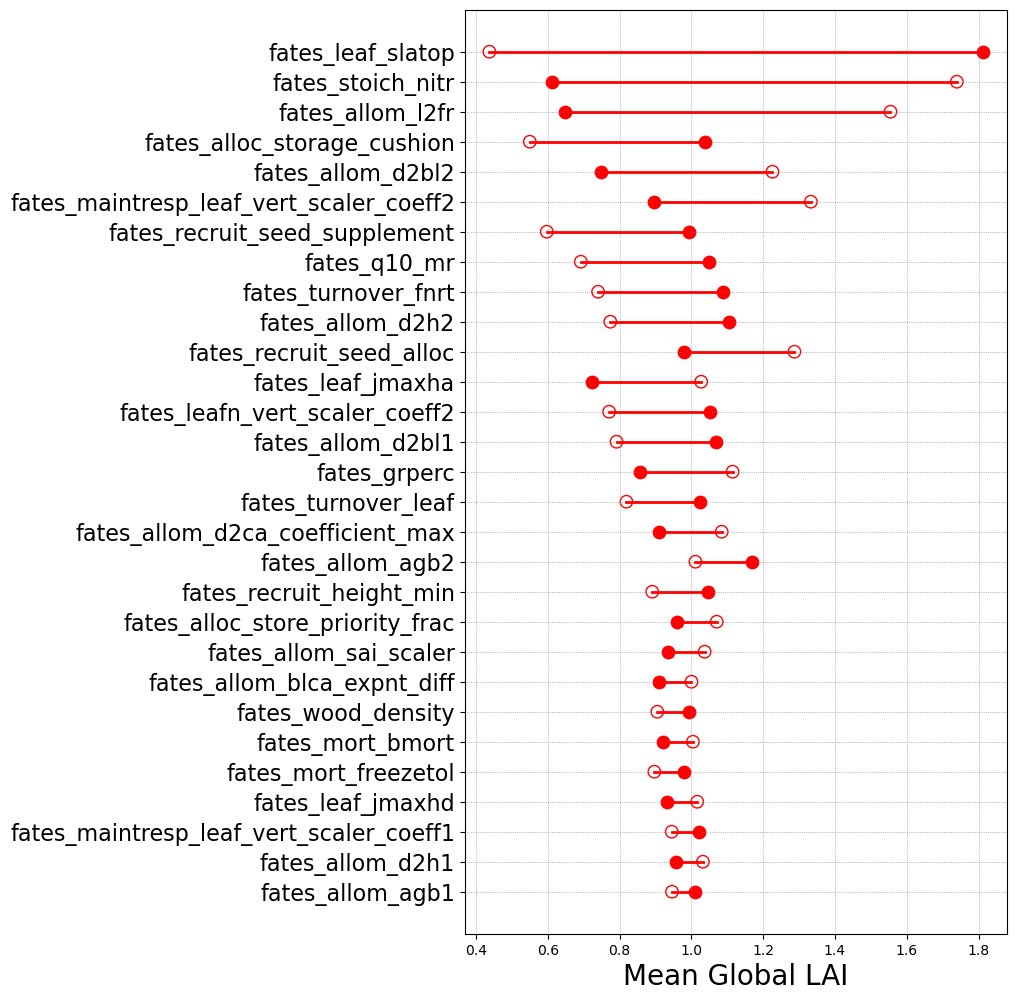 fates_leaf_slatop
fates_stoich_nitr
fates_allom_l2fr
fates_alloc_storage_cushion
fates_allom_d2bl2
fates_maintresp_leaf_vert_scaler_coeff2
fates_recruit_seed_supplement
fates_q10_mr
fates_turnover_fnrt
fates_allom_d2h2
fates_recruit_seed_alloc
fates_leaf_jmaxha
fates_leafn_vert_scaler_coeff2
fates_allom_d2bl1
fates_grperc
fates_turnover_leaf
fates_allom_d2ca_coefficient_max
fates_allom_agb2
fates_recruit_height_min
fates_alloc_store_priority_frac
fates_allom_sai_scaler
fates_allom_blca_expnt_diff
fates_wood_density
fates_mort_bmort
fates_mort_freezetol
fates_leaf_jmaxhd
fates_maintresp_leaf_vert_scaler_coeff1
fates_allom_d2h1
fates_allom_agb1
0.4 0.6 0.8 1.0 1.2 1.4 1.6 1.8
Mean Global LAI